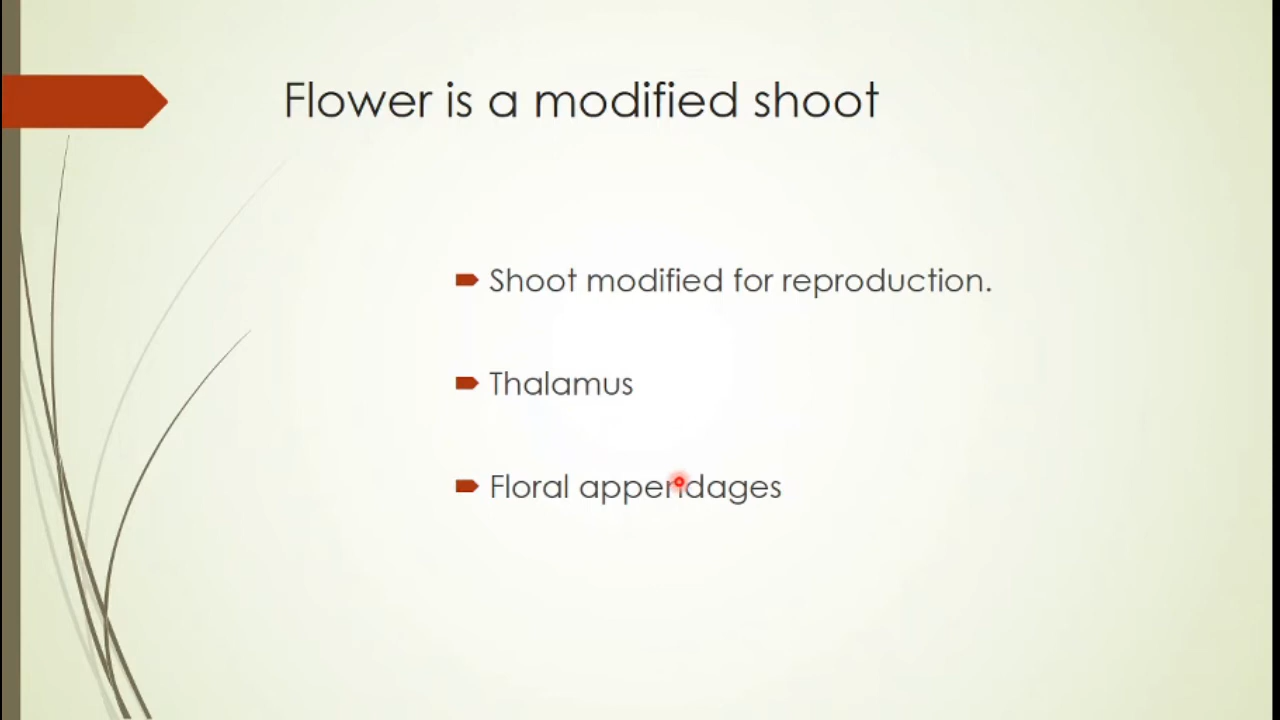 Flower is a modified shoot
Shoot modified for reproduction.
Thalamus
Floral appendages